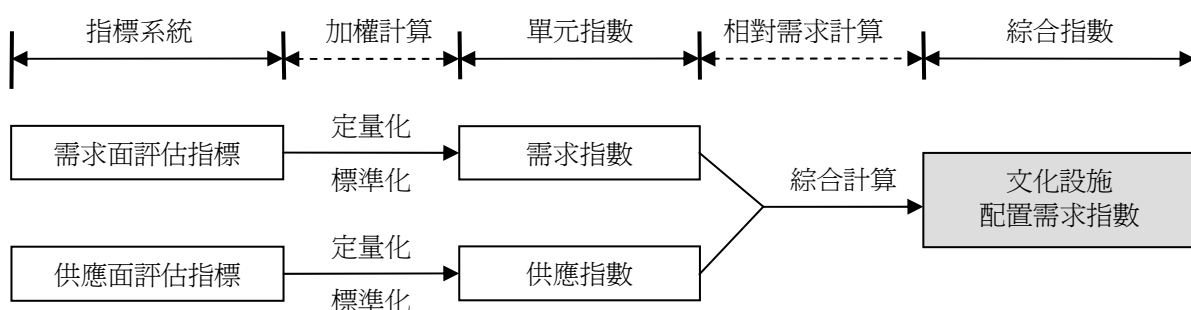 指標系統
加權計算
單元指數
相對需求計算
綜合指數
需求面評估指標
定量化
標準化
需求指數
綜合計算
文化設施
配置需求指數
供應面評估指標
定量化
標準化
供應指數